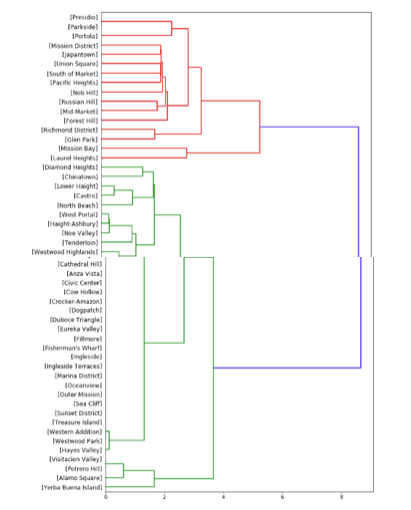 [Presidio]
[Parkside]
[Portola]
[Mission District]
[Japantown]
[Union Square]
[South of Market]
[Pacific Heights]
[Nob Hill]
[Russian Hill]
[Mid-Market]
[Forest Hill]
[Richmond District]
[Glen Park]
[Mission Bay]
[Laurel Heights]
[Diamond Heights]
[Chinatown]
[Lower Haight]
[Castro]
[North Beach]
[West Portal]
[Haight-Ashbury]
[Noe Valley]
[Tenderloin]
[Westwood Highlands]
[Cathedral Hill]
[Anza Vista]
[Civic Center]
[Cow Hollow]
[Crocker-Amazon]
[Dogpatch]
[Duboce Triangle]
[Eureka Valley]
[Fillmore]
[Fisherman's Wharf]
[Ingleside]
[Ingleside Terraces]
[Marina District]
[Oceanview]
[Outer Mission]
[Sea Cliff]
[Sunset District]
[Treasure Island]
[Western Addition]
[Westwood Park]
[Hayes Valley]
[Visitacion Valley]
[Potrero Hill]
[Alamo Square]
[Yerba Buena Island]
0 2 4 6 8